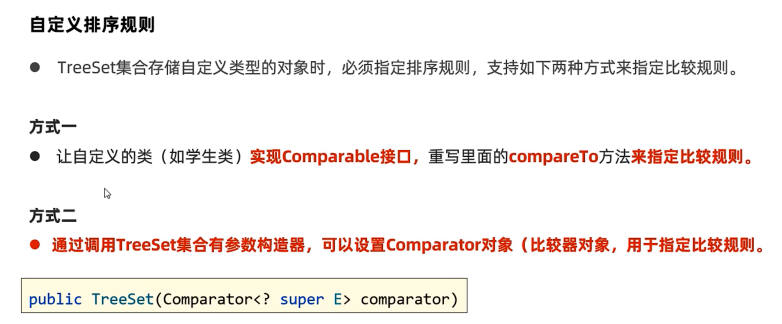 自定义排序规则
● TreeSet集合存储自定义类型的对象时，必须指定排序规则，支持如下两种方式来指定比较规则。
方式一
● 让自定义的类（如学生类）实现Comparable接口，重写里面的compareTo方法来指定比较规则。
方式二
● 通过调用TreeSet集合有参数构造器，可以设置Comparator对象（比较器对象，用于指定比较规则。
public TreeSet(Comparator<? super E> comparator)